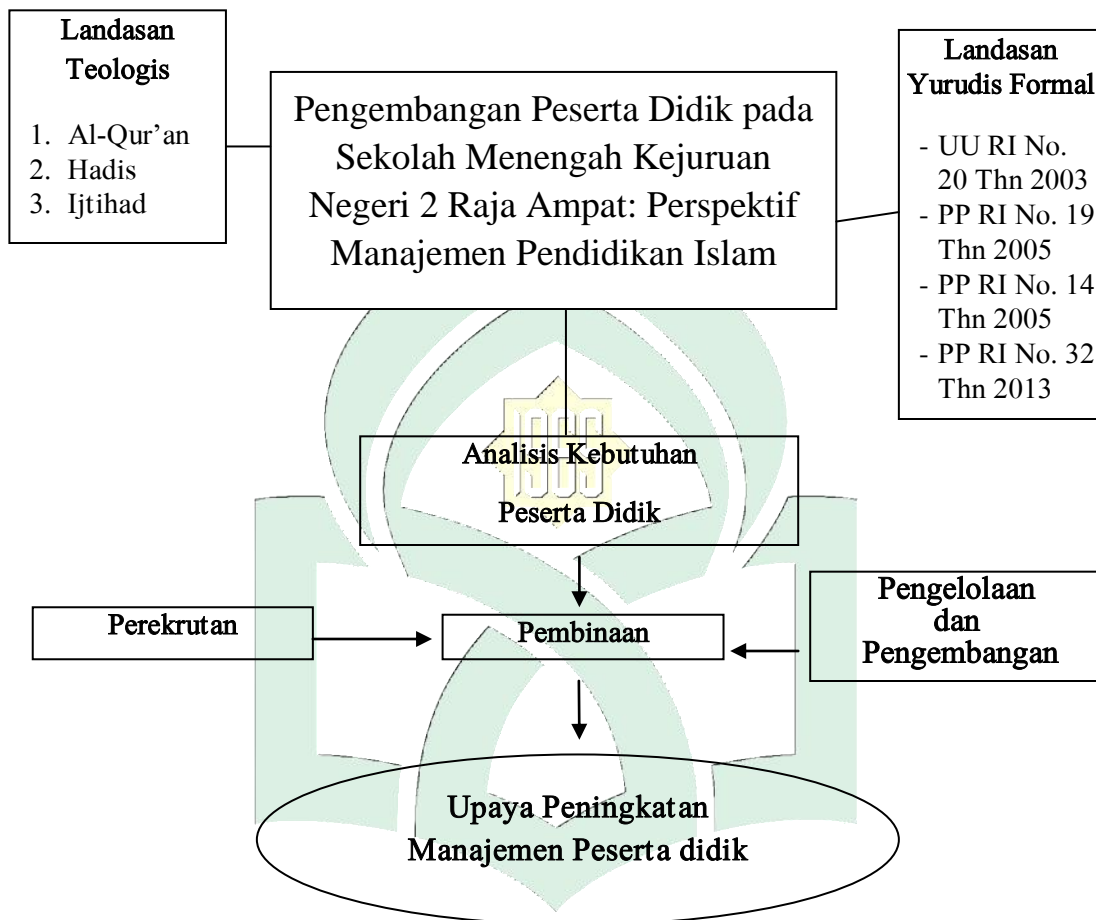 Landasan
Teologis
1. Al-Qur’an
2. Hadis
3. Ijtihad
Pengembangan Peserta Didik pada
Sekolah Menengah Kejuruan
Negeri 2 Raja Ampat: Perspektif
Manajemen Pendidikan Islam
Landasan
Yurudis Formal
- UU RI No.
20 Thn 2003
- PP RI No. 19
Thn 2005
- PP RI No. 14
Thn 2005
- PP RI No. 32
Thn 2013
1969
Analisis Kebutuhan
Peserta Didik
Perekrutan
Pembinaan
Pengelolaan
dan
Pengembangan
Upaya Peningkatan
Manajemen Peserta didik